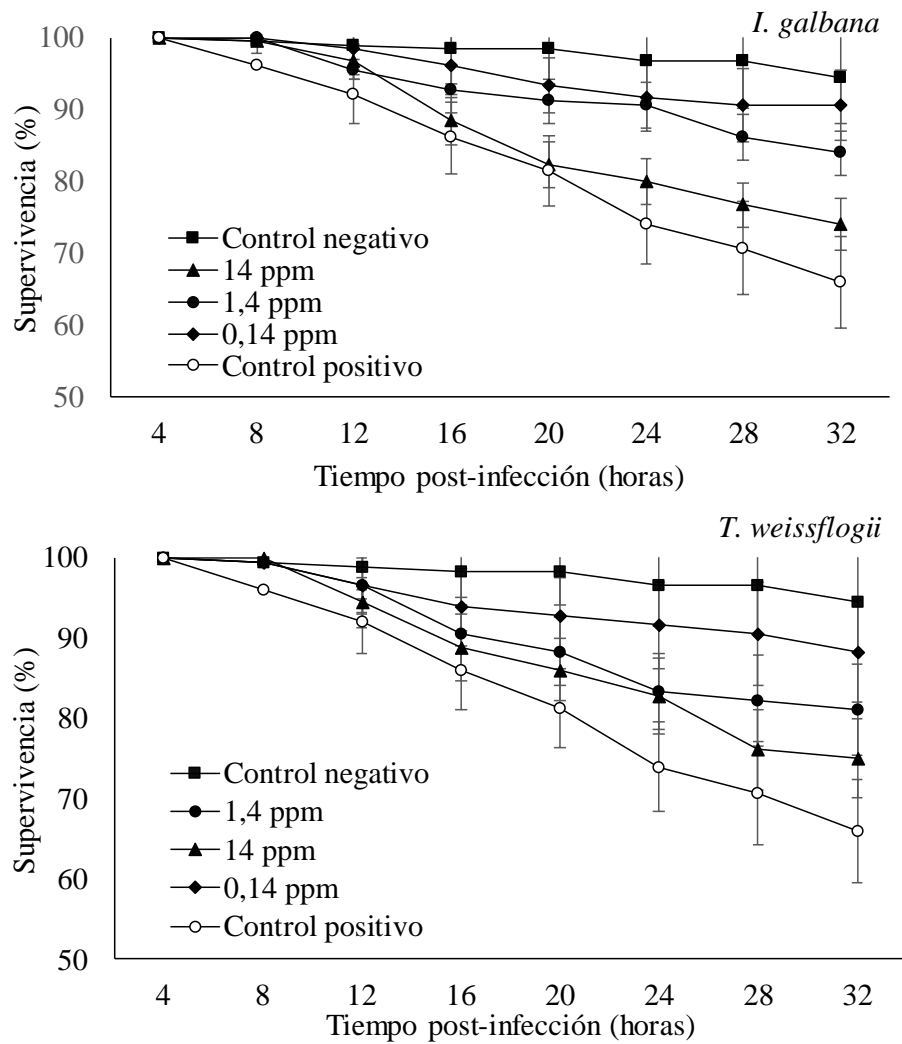 I. galbana
100
90
80
70
60
50
Supervivencia (%)
Control negativo
14 ppm
1,4 ppm
0,14 ppm
Control positivo
4 8 12 16 20 24 28 32
Tiempo post-infección (horas)
T. weissflogii
100
90
80
70
60
50
Supervivencia (%)
Control negativo
1,4 ppm
14 ppm
0,14 ppm
Control positivo
4 8 12 16 20 24 28 32
Tiempo post-infección (horas)